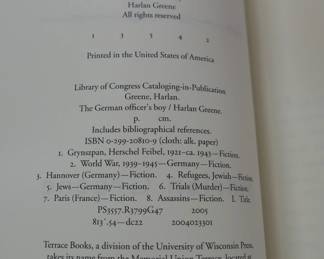 Harlan Greene
All rights reserved
1 3 5 4 2
Printed in the United States of America
Library of Congress Cataloging-in-Publication
Greene, Harlan.
The German officer's boy / Harlan Greene.
p. cm.
Includes bibliographical references.
ISBN 0-299-20810-9 (cloth: alk. paper)
1. Grynszpan, Herschel Feibel, 1921-ca. 1943—Fiction.
2. World War, 1939-1945—Germany—Fiction.
3. Hannover (Germany)—Fiction. 4. Refugees, Jewish—Fiction.
5. Jews—Germany—Fiction. 6. Trials (Murder)—Fiction.
7. Paris (France)—Fiction. 8. Assassins—Fiction. I. Title.
PS3557.R3799G47 2005
813'.54—dc22 2004023301
Terrace Books, a division of the University of Wisconsin Press,
takes its name from the Memorial Union Terrace, located at